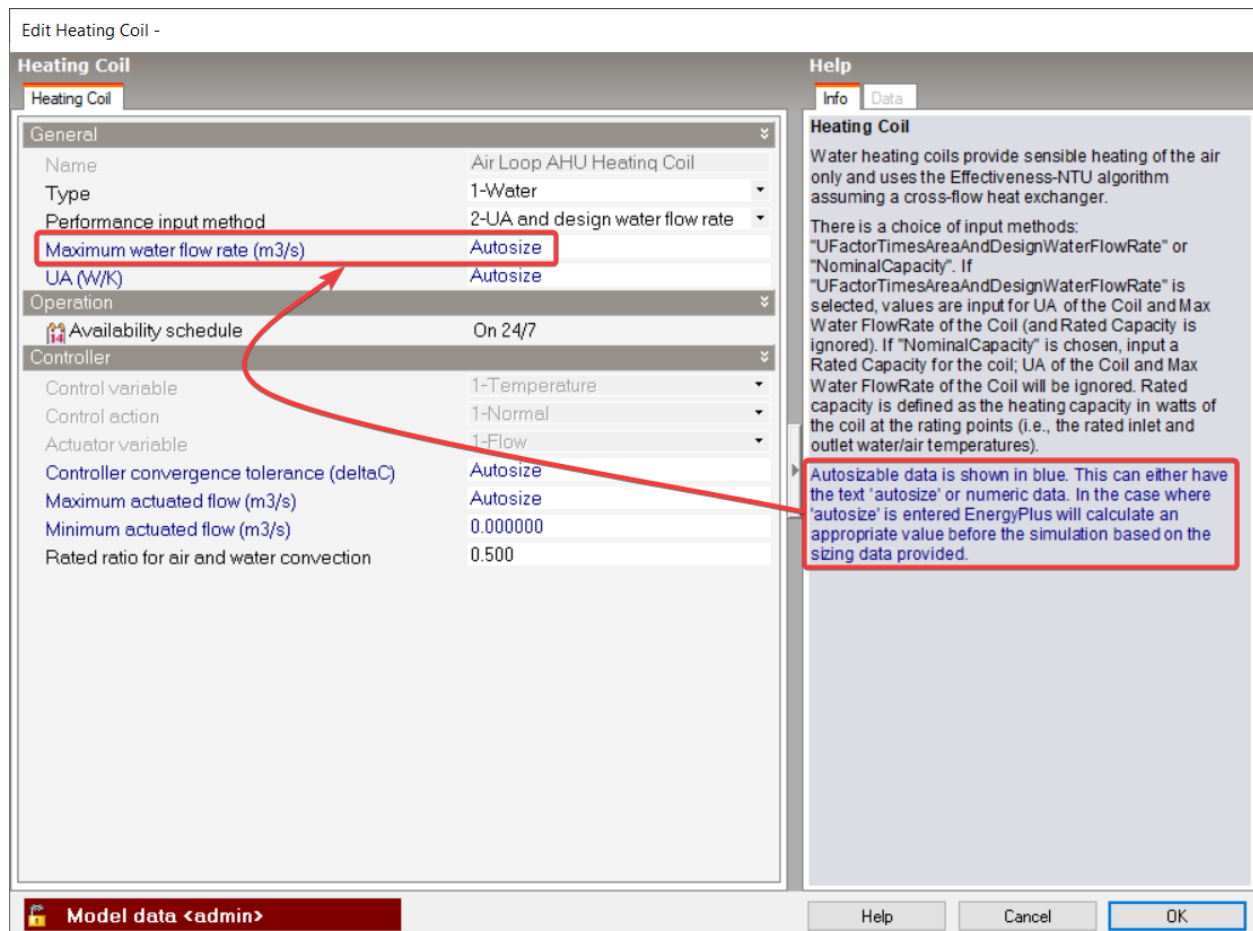 Edit Heating Coil -
Heating Coil
Heating Coil
General
Name Air Loop AHU Heating Coil
Type 1-Water
Performance input method 2-UA and design water flow rate
Maximum water flow rate (m3/s) Autosize
UA (W/K) Autosize
Operation
14 Availability schedule On 24/7
Controller
Control variable 1-Temperature
Control action 1-Normal
Actuator variable 1-Flow
Controller convergence tolerance (deltaC) Autosize
Maximum actuated flow (m3/s) Autosize
Minimum actuated flow (m3/s) 0.000000
Rated ratio for air and water convection 0.500
Help
Info Data
Heating Coil
Water heating coils provide sensible heating of the air
only and uses the Effectiveness-NTU algorithm
assuming a cross-flow heat exchanger.
There is a choice of input methods:
"UFactorTimesAreaAndDesignWaterFlowRate" or
"NominalCapacity". If
"UFactorTimesAreaAndDesignWaterFlowRate" is
selected, values are input for UA of the Coil and Max
Water FlowRate of the Coil (and Rated Capacity is
ignored). If "NominalCapacity" is chosen, input a
Rated Capacity for the coil; UA of the Coil and Max
Water FlowRate of the Coil will be ignored. Rated
capacity is defined as the heating capacity in watts of
the coil at the rating points (i.e., the rated inlet and
outlet water/air temperatures).
Autosizable data is shown in blue. This can either have
the text 'autosize' or numeric data. In the case where
'autosize' is entered EnergyPlus will calculate an
appropriate value before the simulation based on the
sizing data provided.
Model data <admin>
Help Cancel OK